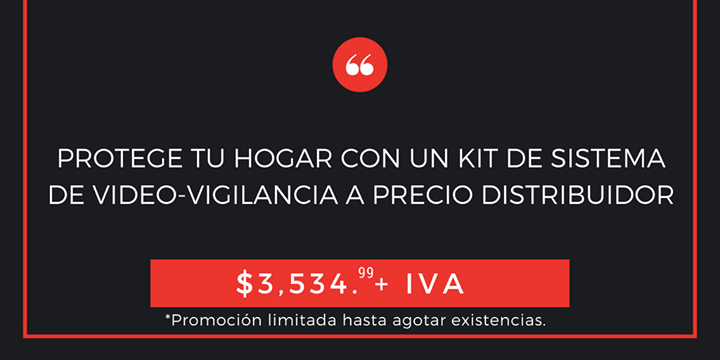 ❝
PROTEGE TU HOGAR CON UN KIT DE SISTEMA
DE VIDEO-VIGILANCIA A PRECIO DISTRIBUIDOR
$3,534.99+ IVA
*Promoción limitada hasta agotar existencias.